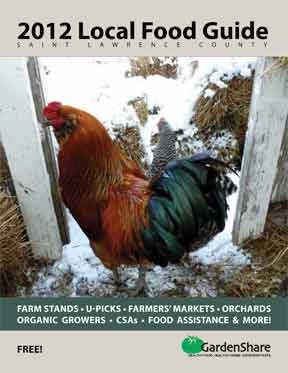 2012 Local Food Guide
SAINT LAWRENCE COUNTY
FARM STANDS • U-PICKS • FARMERS' MARKETS • ORCHARDS
ORGANIC GROWERS • CSAs • FOOD ASSISTANCE & MORE!
FREE!
GardenShare